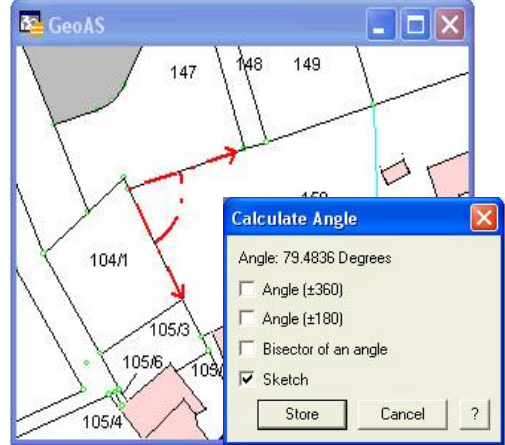 GeoAS
147
148
149
104/1
105/3
105/6
105/4
Calculate Angle
Angle: 79.4836 Degrees
Angle (±360)
Angle (±180)
Bisector of an angle
Sketch
Store
Cancel
?